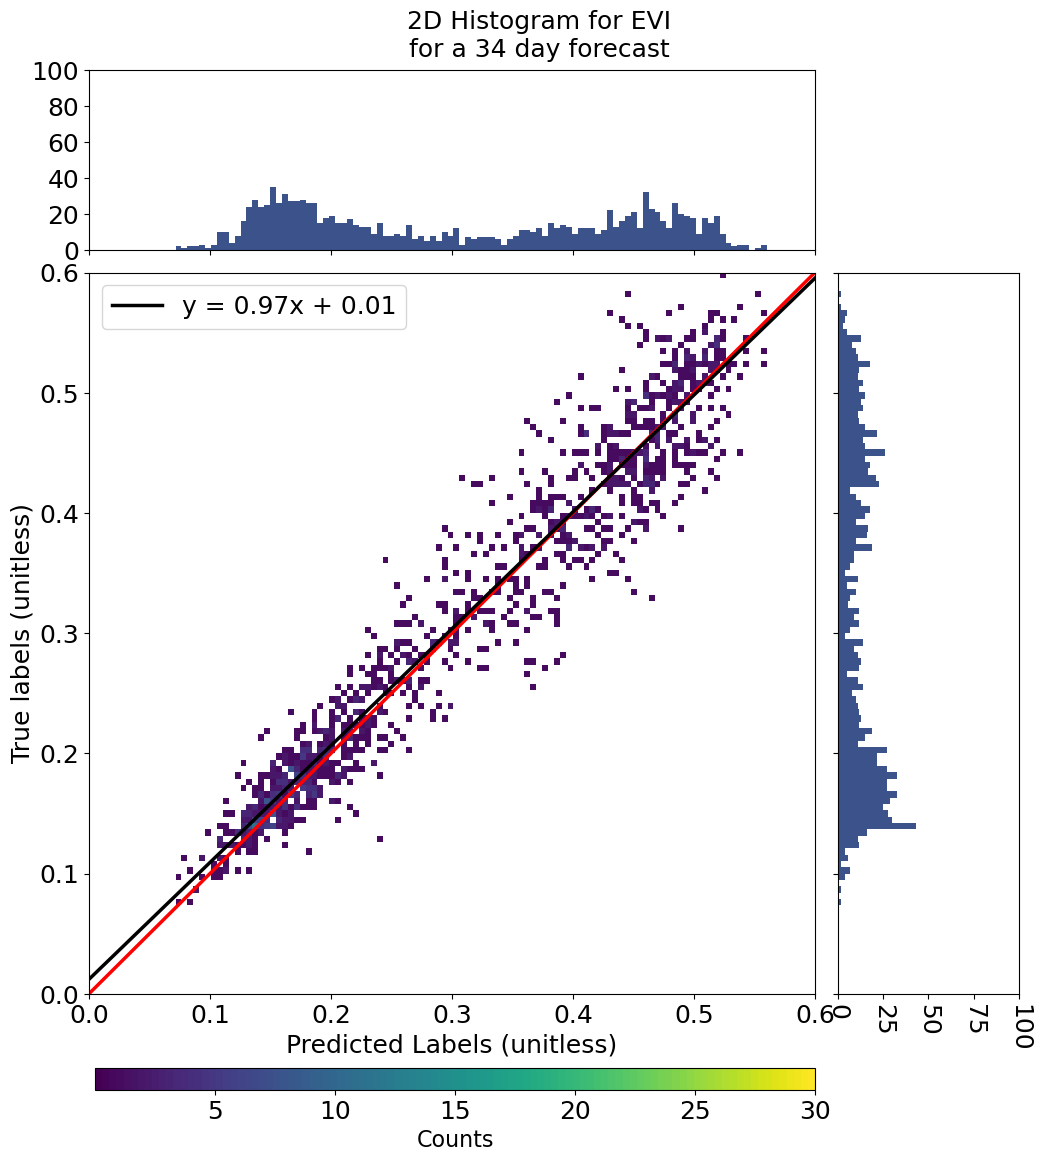 2D Histogram for EVI
for a 34 day forecast
100
80
60
40
20
0
0.6
0.5
0.4
0.3
0.2
0.1
0.0
True labels (unitless)
y = 0.97x + 0.01
0.0 0.1 0.2 0.3 0.4 0.5 0.6
Predicted Labels (unitless)
0 25 50 75 100
5 10 15 20 25 30
Counts